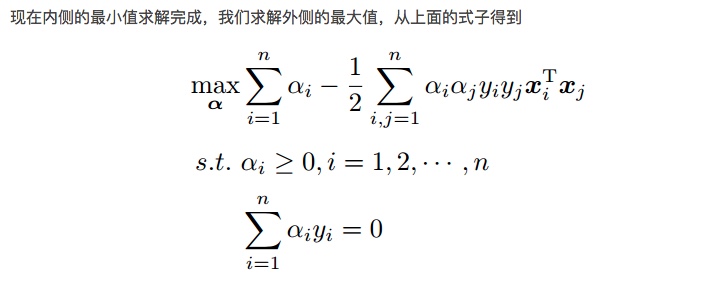 现在内侧的最小值求解完成，我们求解外侧的最大值，从上面的式子得到
$\max_{\boldsymbol{\alpha}} \sum_{i=1}^{n} \alpha_i - \frac{1}{2} \sum_{i,j=1}^{n} \alpha_i \alpha_j y_i y_j \boldsymbol{x}_i^{\mathrm{T}} \boldsymbol{x}_j$
$s.t.\ \alpha_i \geq 0, i = 1, 2, \cdots, n$
$\sum_{i=1}^{n} \alpha_i y_i = 0$